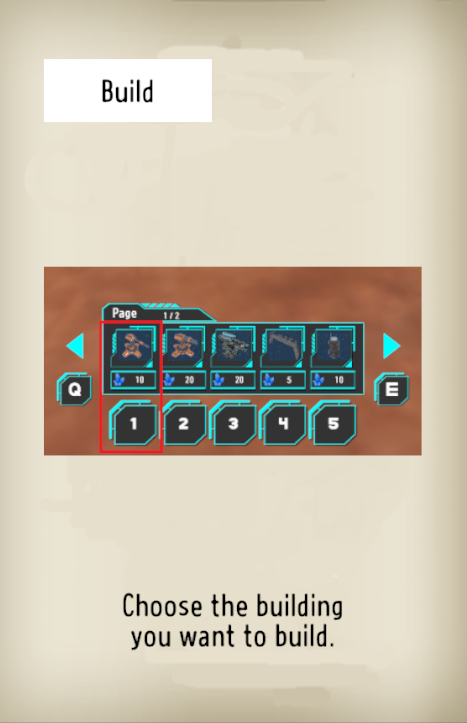 Build
Page 1/2
10 20 20 5 10
Q E
1 2 3 4 5
Choose the building
you want to build.